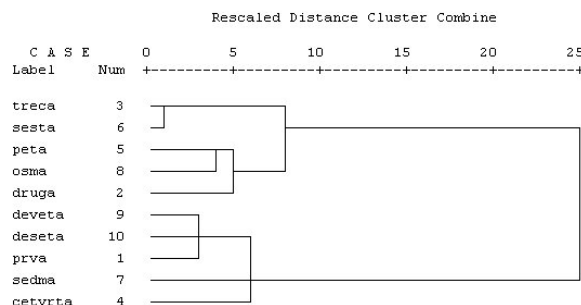 Rescaled Distance Cluster Combine
C A S E 0 5 10 15 20 25
Label Num +---------+---------+---------+---------+---------+
treca 3
sesta 6
peta 5
osma 8
druga 2
deveta 9
deseta 10
prva 1
sedma 7
cetvrta 4